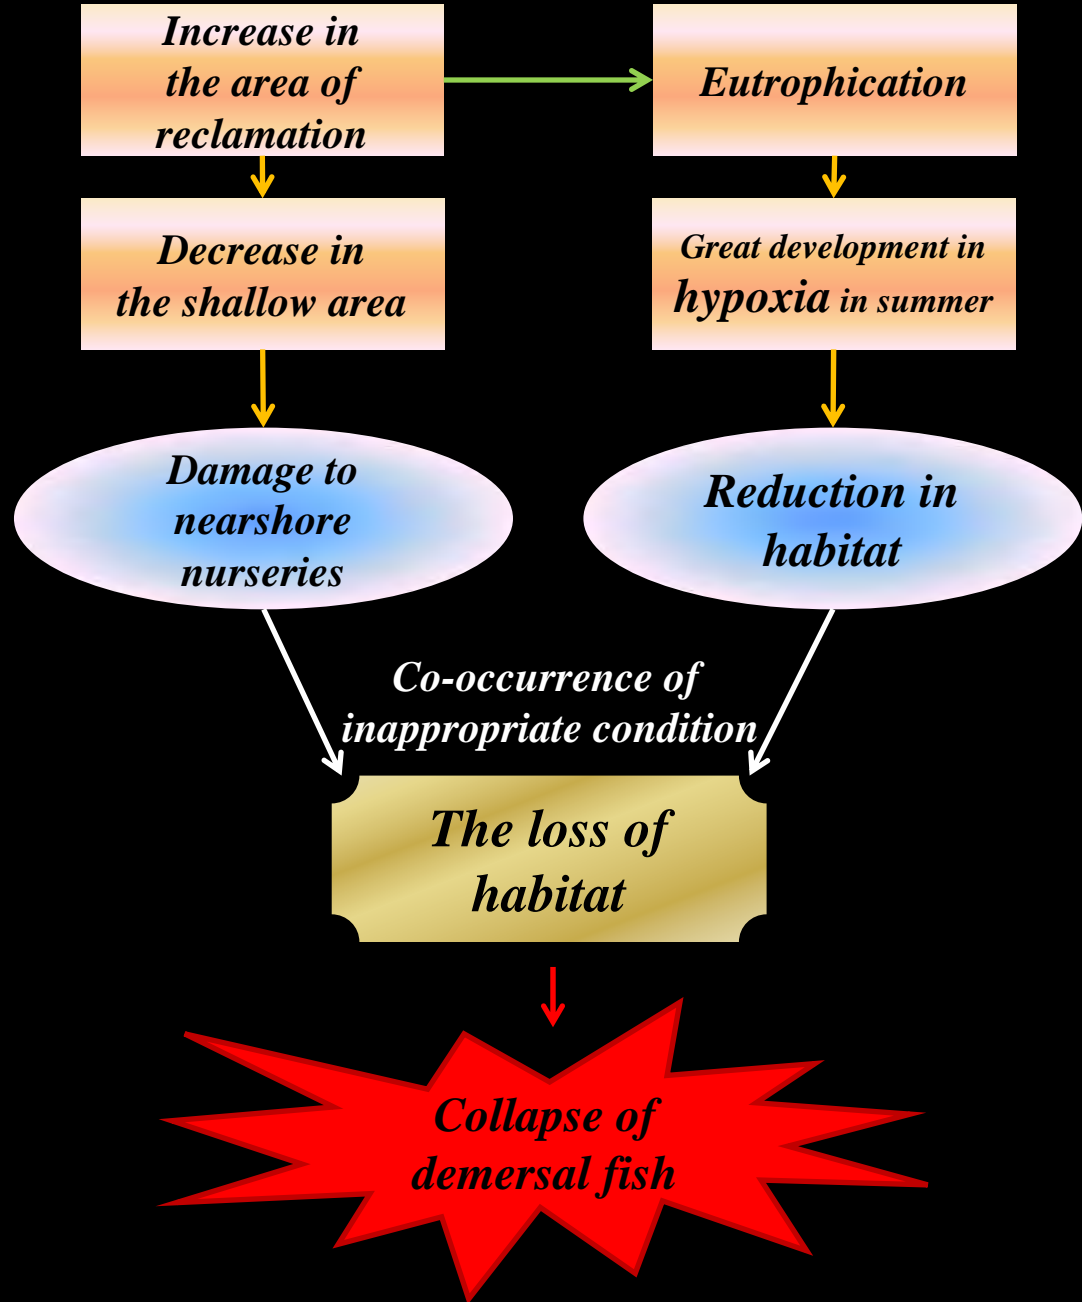 Increase in
the area of
reclamation
Eutrophication
Decrease in
the shallow area
Great development in
hypoxia in summer
Damage to
nearshore
nurseries
Reduction in
habitat
Co-occurrence of
inappropriate condition
The loss of
habitat
Collapse of
demersal fish